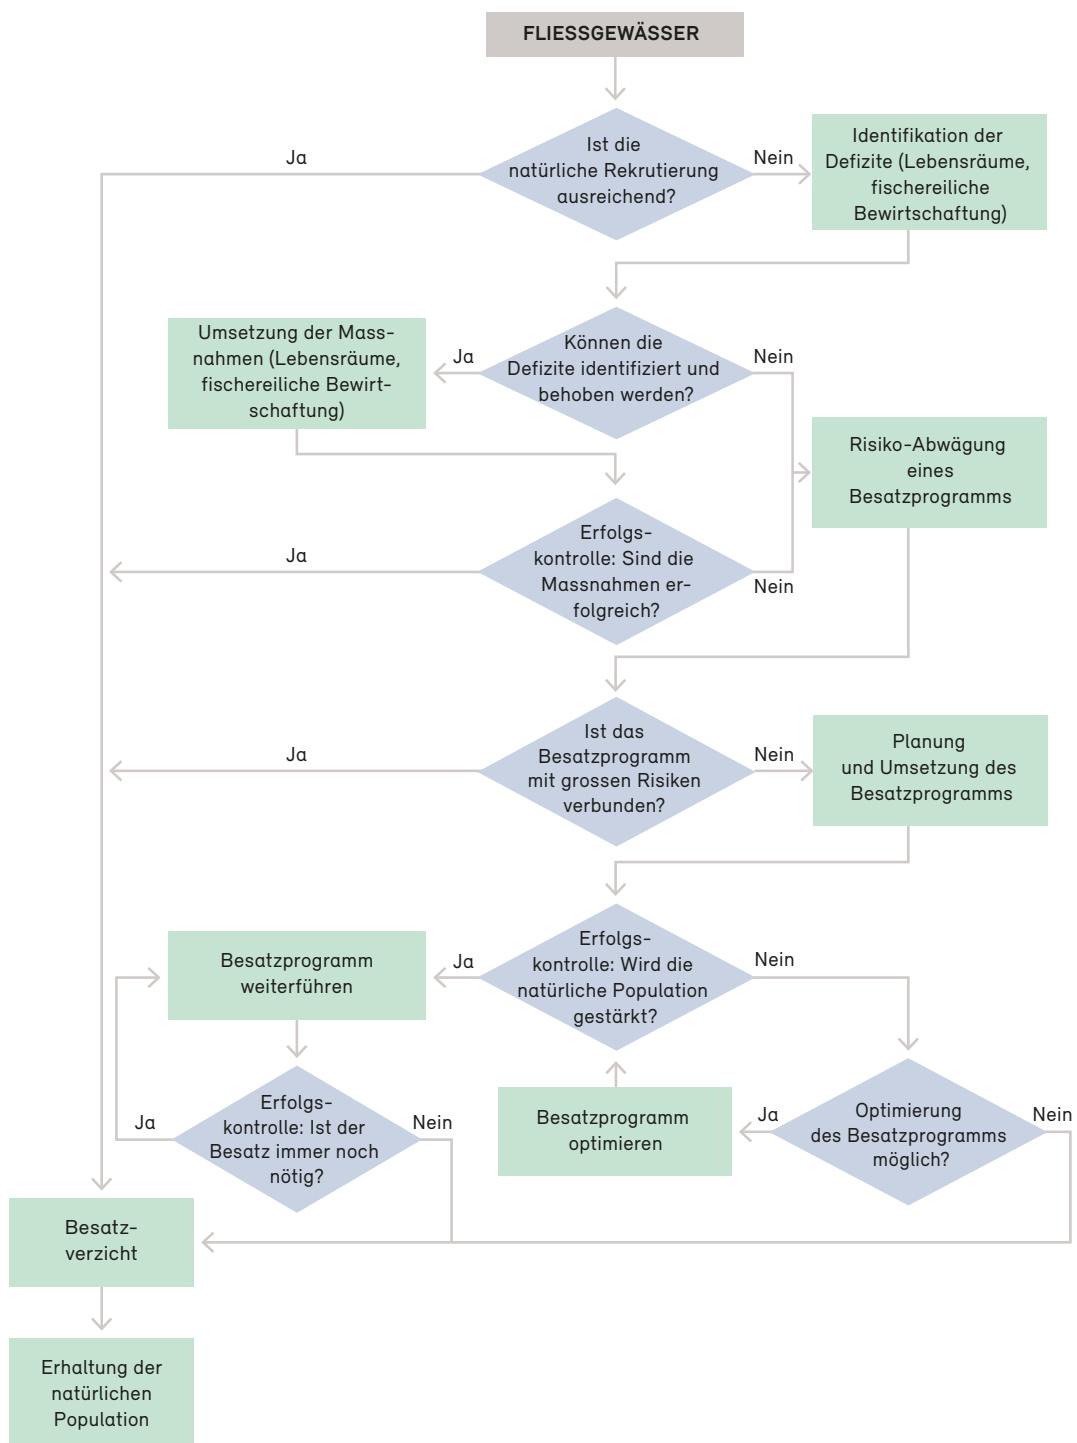 FLIESSGEWÄSSER
Ist die
natürliche Rekrutierung
ausreichend?
Ja
Nein
Identifikation der
Defizite (Lebensräume,
fischereiliche
Bewirtschaftung)
Umsetzung der Mass-
nahmen (Lebensräume,
fischereiliche Bewirt-
schaftung)
Ja
Können die
Defizite identifiziert und
behoben werden?
Nein
Risiko-Abwägung
eines
Besatzprogramms
Ja
Erfolgs-
kontrolle: Sind die
Massnahmen er-
folgreich?
Nein
Ja
Ist das
Besatzprogramm
mit grossen Risiken
verbunden?
Nein
Planung
und Umsetzung des
Besatzprogramms
Besatzprogramm
weiterführen
Ja
Erfolgs-
kontrolle: Wird die
natürliche Population
gestärkt?
Nein
Ja
Erfolgs-
kontrolle: Ist der
Besatz immer noch
nötig?
Nein
Besatzprogramm
optimieren
Ja
Optimierung
des Besatzprogramms
möglich?
Nein
Besatz-
verzicht
Erhaltung der
natürlichen
Population